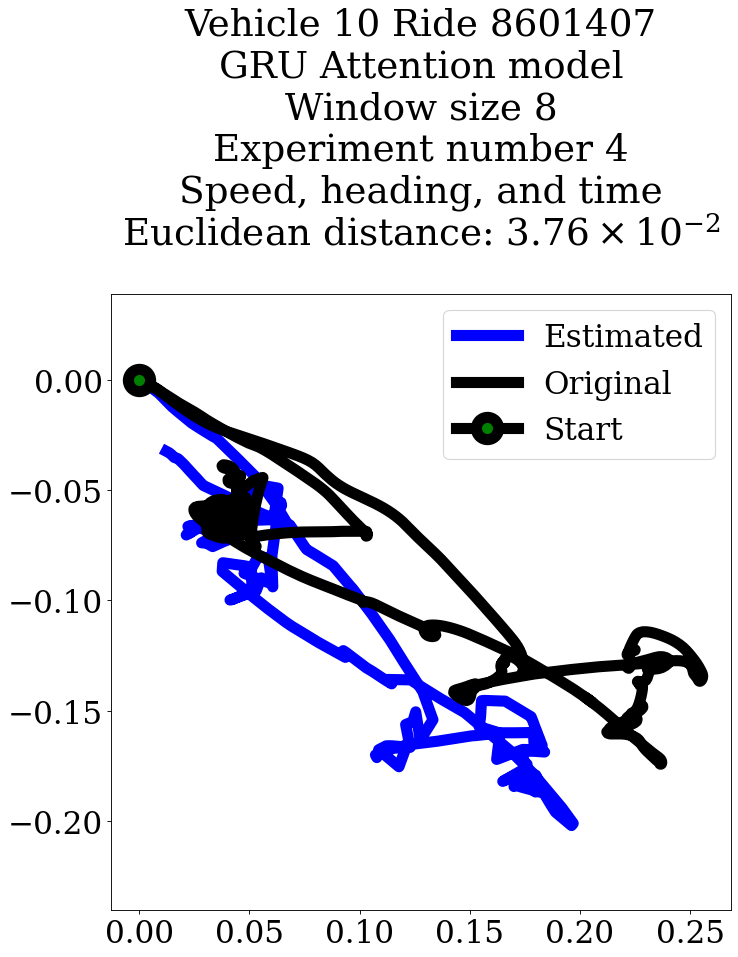 Vehicle 10 Ride 8601407
GRU Attention model
Window size 8
Experiment number 4
Speed, heading, and time
Euclidean distance: 3.76 × 10⁻²
Estimated
Original
Start
0.00
−0.05
−0.10
−0.15
−0.20
0.00 0.05 0.10 0.15 0.20 0.25